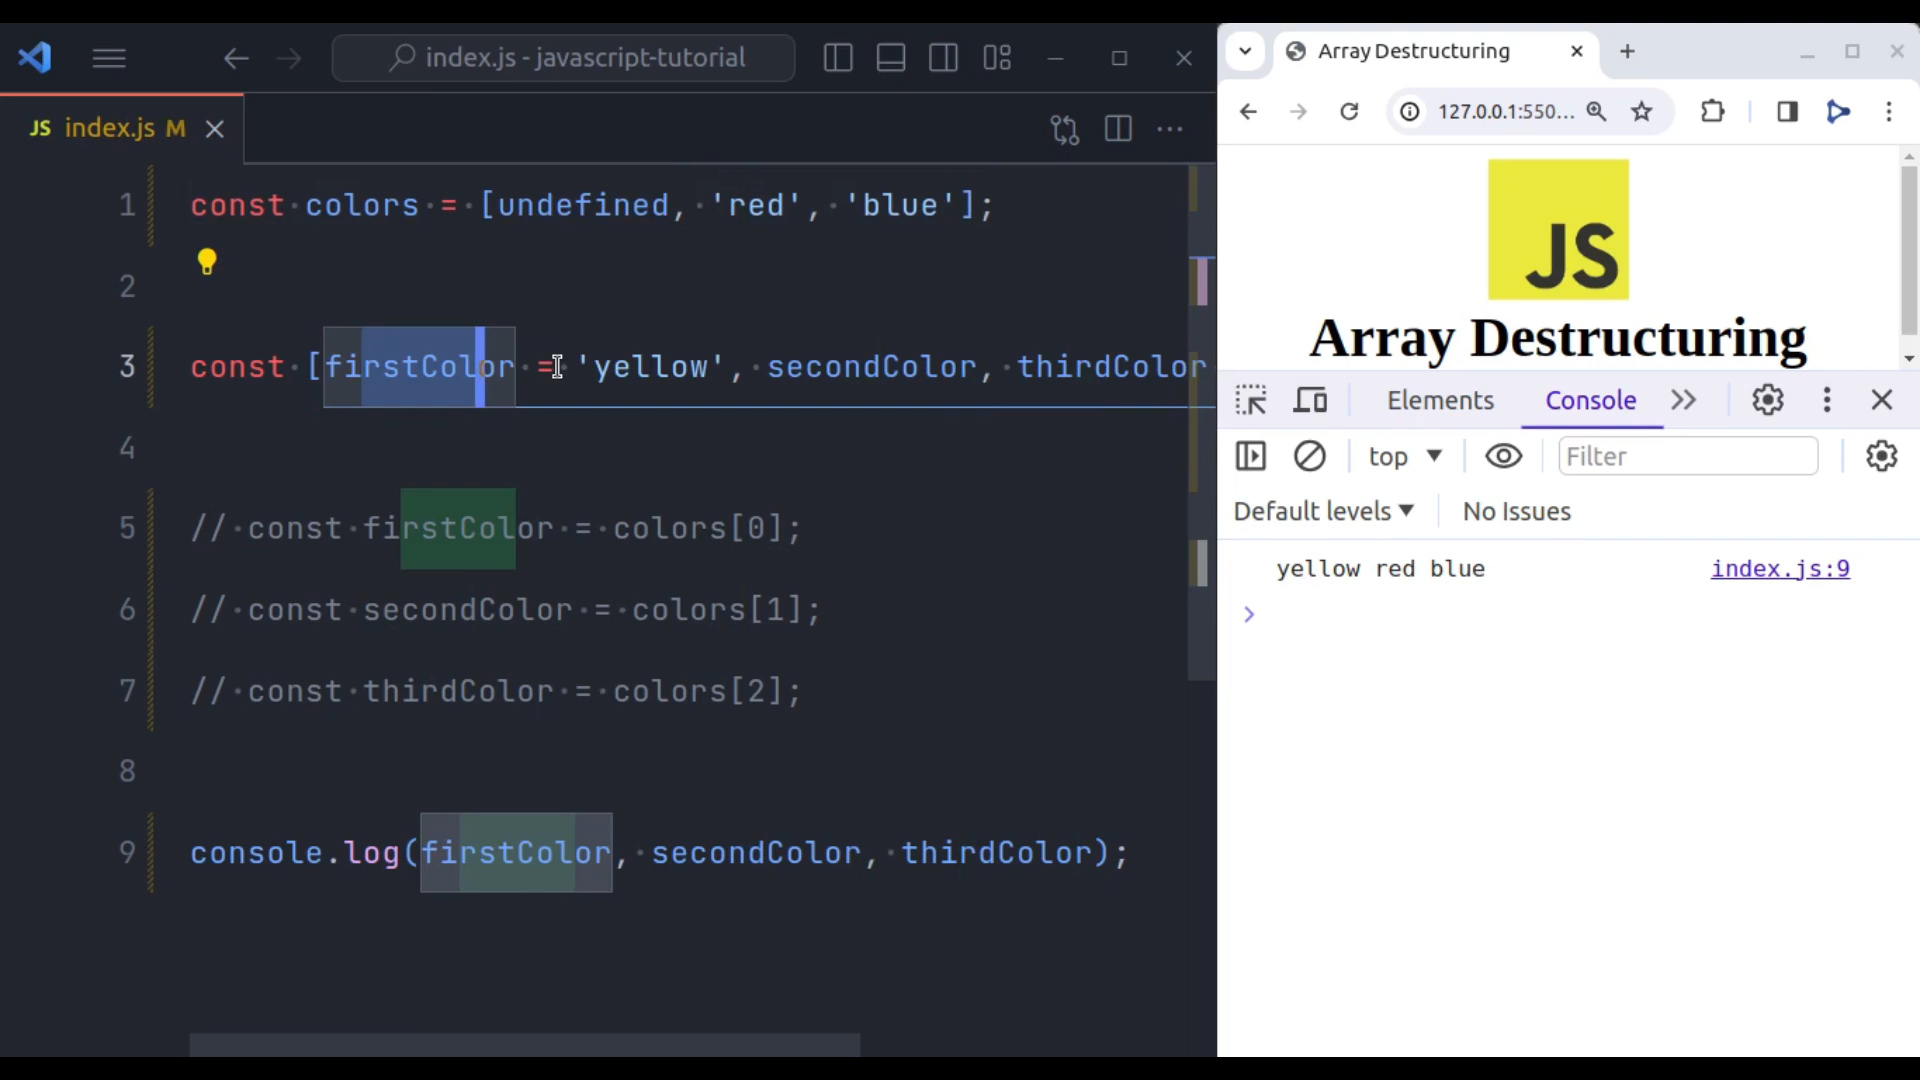 index.js - javascript-tutorial
JS index.js M
1 const colors = [undefined, 'red', 'blue'];
2
3 const [firstColor = 'yellow', secondColor, thirdColor
4
5 // const firstColor = colors[0];
6 // const secondColor = colors[1];
7 // const thirdColor = colors[2];
8
9 console.log(firstColor, secondColor, thirdColor);
Array Destructuring
127.0.0.1:550...
JS
Array Destructuring
Elements Console
top Filter
Default levels No Issues
yellow red blue index.js:9